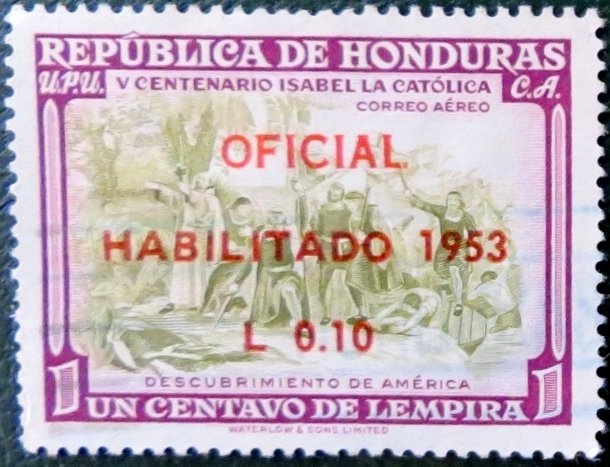 REPÚBLICA DE HONDURAS
U.P.U. V CENTENARIO ISABEL LA CATÓLICA C.A.
CORREO AÉREO
OFICIAL
HABILITADO 1953
L 0.10
DESCUBRIMIENTO DE AMÉRICA
1 UN CENTAVO DE LEMPIRA 1
WATERLOW & SONS LIMITED